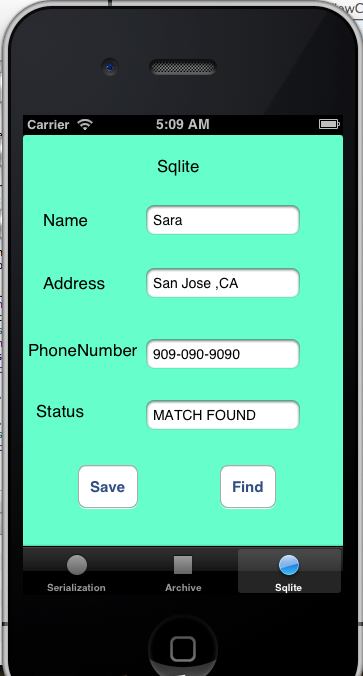 ewC
Carrier 5:09 AM
Sqlite
Name Sara
Address San Jose ,CA
PhoneNumber 909-090-9090
Status MATCH FOUND
Save Find
Serialization Archive Sqlite